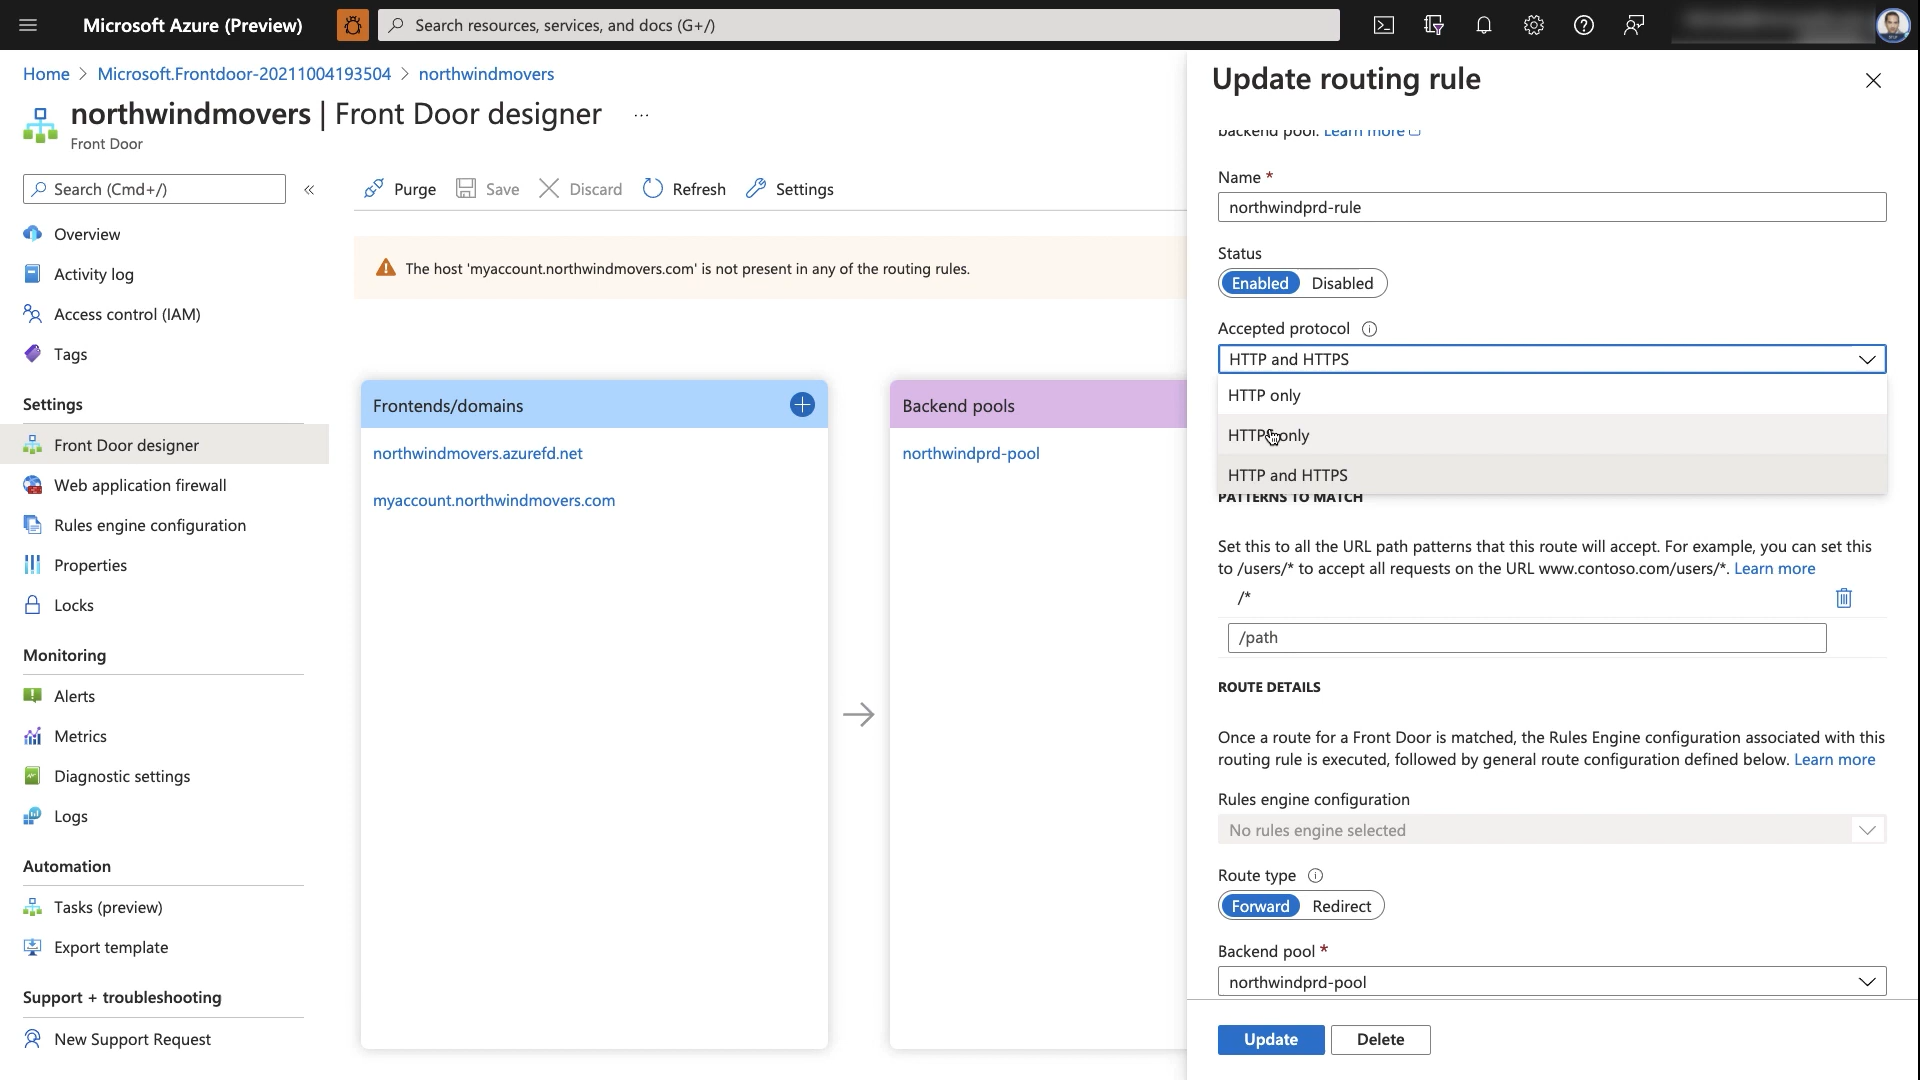 Microsoft Azure (Preview)
Search resources, services, and docs (G+/)
Home > Microsoft.Frontdoor-20211004193504 > northwindmovers
northwindmovers | Front Door designer ...
Front Door
Search (Cmd+/)
«
Overview
Activity log
Access control (IAM)
Tags
Settings
Front Door designer
Web application firewall
Rules engine configuration
Properties
Locks
Monitoring
Alerts
Metrics
Diagnostic settings
Logs
Automation
Tasks (preview)
Export template
Support + troubleshooting
New Support Request
Purge
Save
Discard
Refresh
Settings
The host 'myaccount.northwindmovers.com' is not present in any of the routing rules.
Frontends/domains
northwindmovers.azurefd.net
myaccount.northwindmovers.com
Backend pools
northwindprd-pool
Update routing rule
backend pool. Learn more
Name *
northwindprd-rule
Status
Enabled Disabled
Accepted protocol
HTTP and HTTPS
HTTP only
HTTPS only
HTTP and HTTPS
PATTERNS TO MATCH
Set this to all the URL path patterns that this route will accept. For example, you can set this
to /users/* to accept all requests on the URL www.contoso.com/users/*. Learn more
/*
/path
ROUTE DETAILS
Once a route for a Front Door is matched, the Rules Engine configuration associated with this
routing rule is executed, followed by general route configuration defined below. Learn more
Rules engine configuration
No rules engine selected
Route type
Forward Redirect
Backend pool *
northwindprd-pool
Update
Delete